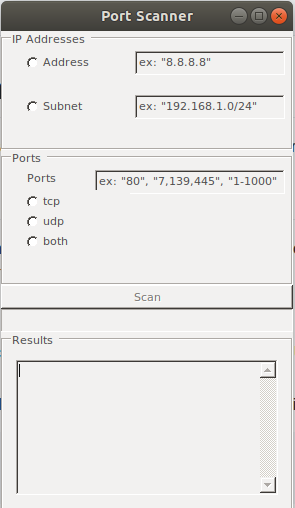 Port Scanner
IP Addresses
Address ex: "8.8.8.8"
Subnet ex: "192.168.1.0/24"
Ports
Ports ex: "80", "7,139,445", "1-1000"
tcp
udp
both
Scan
Results